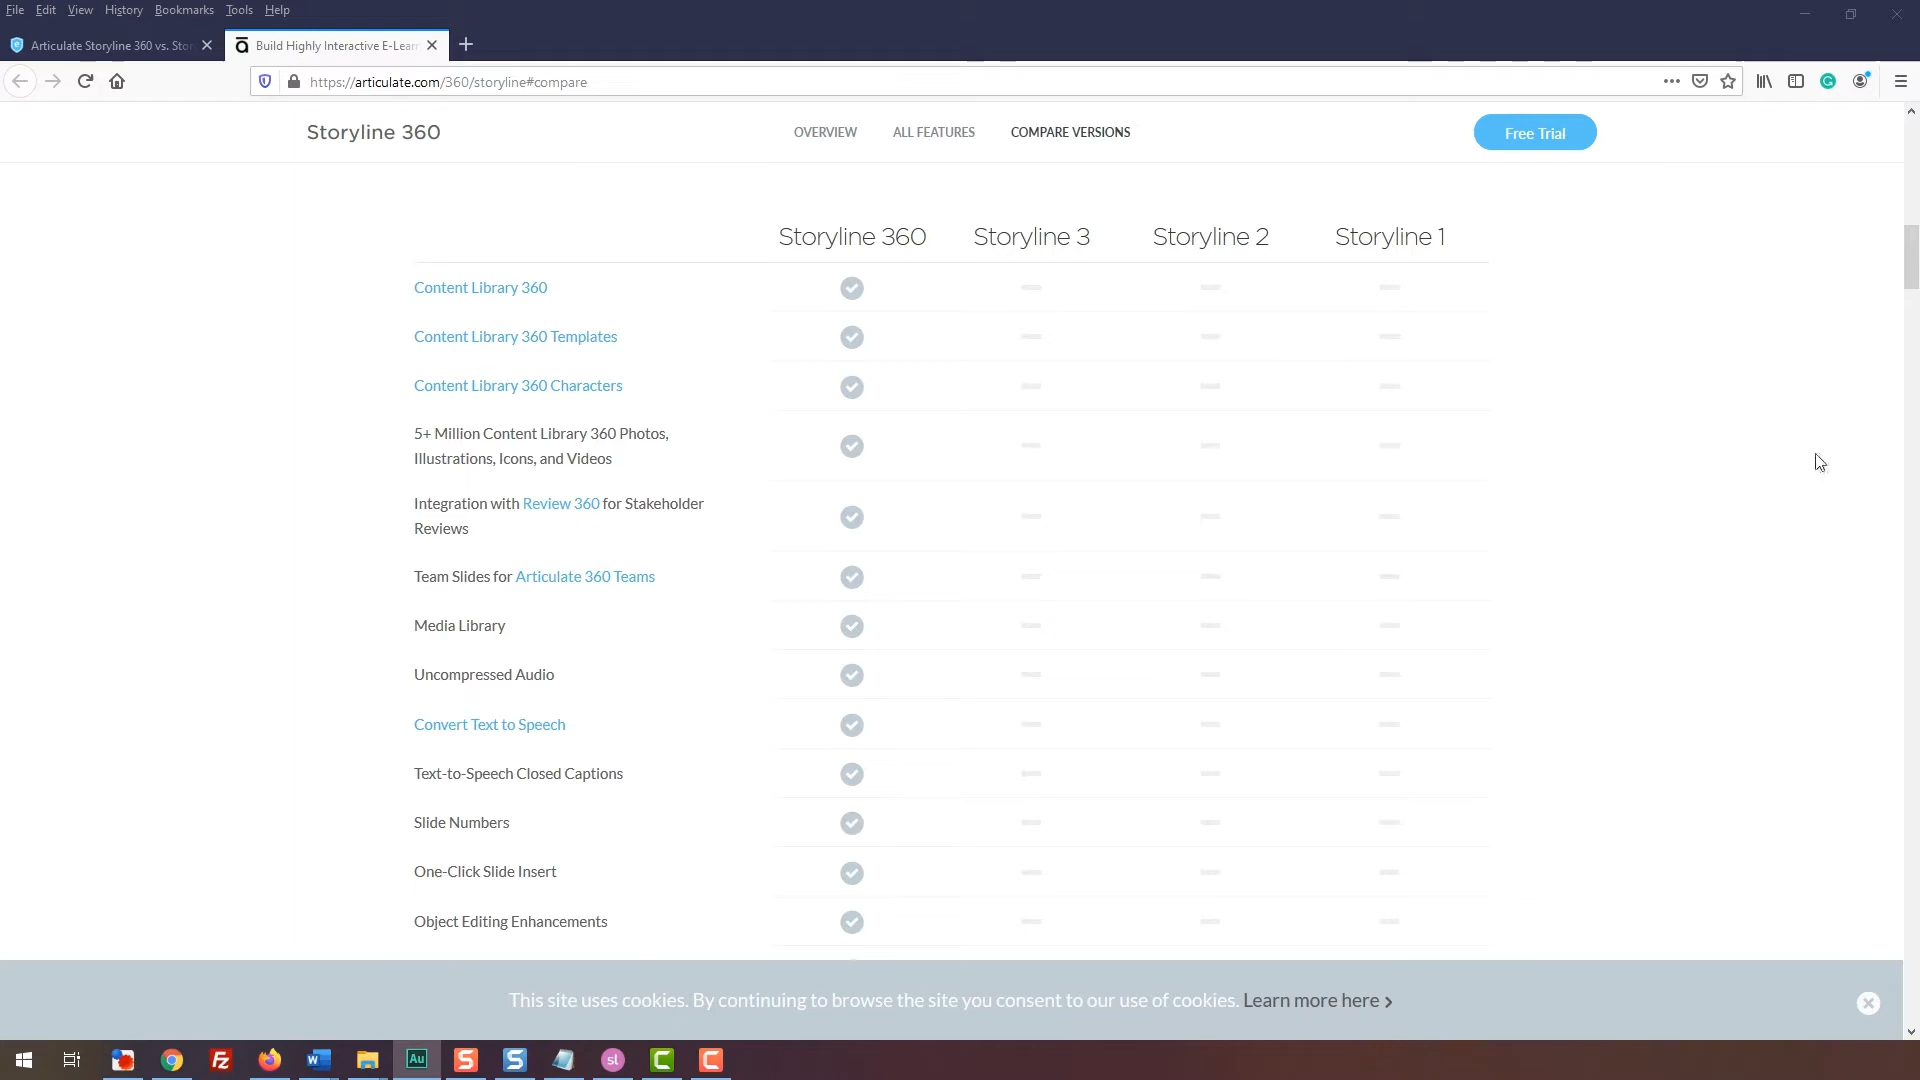 File Edit View History Bookmarks Tools Help
Articulate Storyline 360 vs. Stor
Build Highly Interactive E-Lear
https://articulate.com/360/storyline#compare
Storyline 360
OVERVIEW
ALL FEATURES
COMPARE VERSIONS
Free Trial
Storyline 360 Storyline 3 Storyline 2 Storyline 1
Content Library 360
Content Library 360 Templates
Content Library 360 Characters
5+ Million Content Library 360 Photos,
Illustrations, Icons, and Videos
Integration with Review 360 for Stakeholder
Reviews
Team Slides for Articulate 360 Teams
Media Library
Uncompressed Audio
Convert Text to Speech
Text-to-Speech Closed Captions
Slide Numbers
One-Click Slide Insert
Object Editing Enhancements
This site uses cookies. By continuing to browse the site you consent to our use of cookies. Learn more here >
Fz
W
Au
S
S
sl
C
C